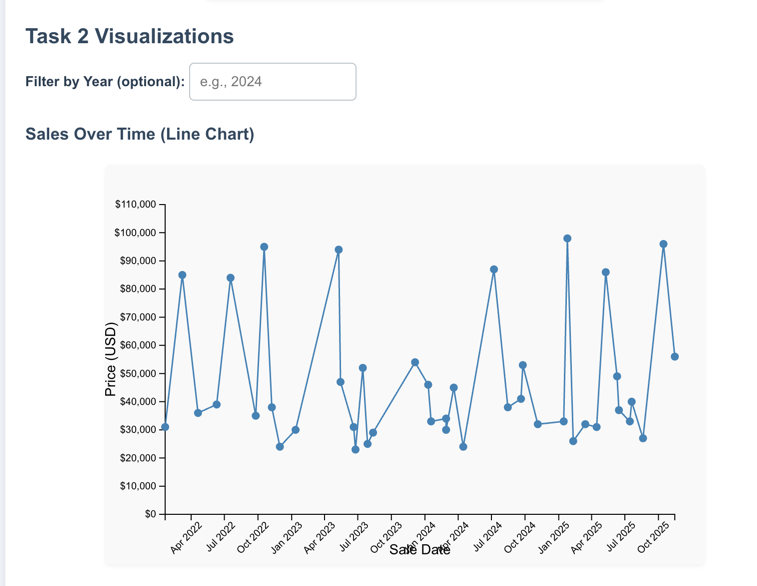 Task 2 Visualizations
Filter by Year (optional): e.g., 2024
Sales Over Time (Line Chart)
$110,000
$100,000
$90,000
$80,000
$70,000
$60,000
$50,000
$40,000
$30,000
$20,000
$10,000
$0
Price (USD)
Apr 2022
Jul 2022
Oct 2022
Jan 2023
Apr 2023
Jul 2023
Oct 2023
Jan 2024
Apr 2024
Jul 2024
Oct 2024
Jan 2025
Apr 2025
Jul 2025
Oct 2025
Sale Date